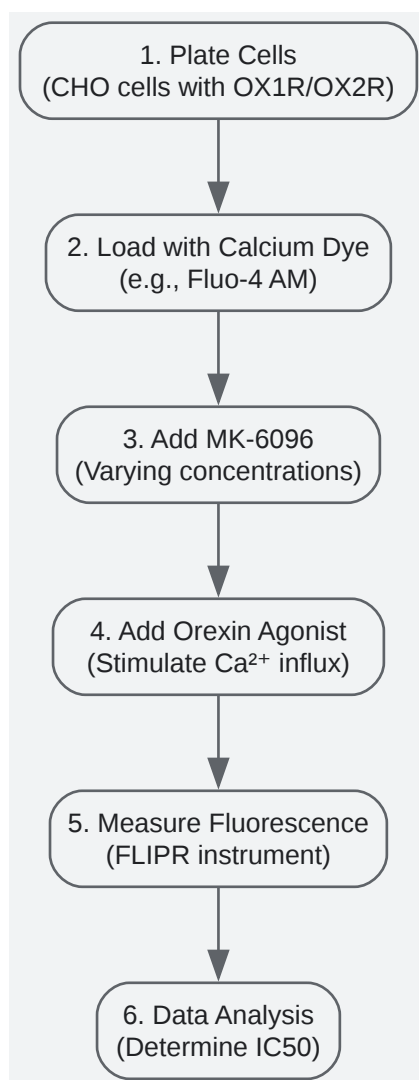 1. Plate Cells
(CHO cells with OX1R/OX2R)
2. Load with Calcium Dye
(e.g., Fluo-4 AM)
3. Add MK-6096
(Varying concentrations)
4. Add Orexin Agonist
(Stimulate Ca²⁺ influx)
5. Measure Fluorescence
(FLIPR instrument)
6. Data Analysis
(Determine IC50)